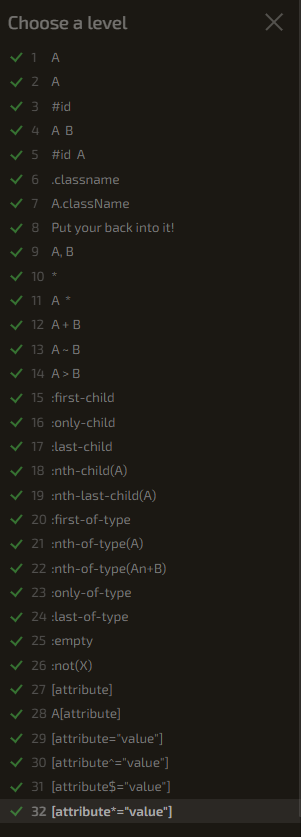 Choose a level
1 A
2 A
3 #id
4 A B
5 #id A
6 .classname
7 A.className
8 Put your back into it!
9 A, B
10 *
11 A *
12 A + B
13 A ~ B
14 A > B
15 :first-child
16 :only-child
17 :last-child
18 :nth-child(A)
19 :nth-last-child(A)
20 :first-of-type
21 :nth-of-type(A)
22 :nth-of-type(An+B)
23 :only-of-type
24 :last-of-type
25 :empty
26 :not(X)
27 [attribute]
28 A[attribute]
29 [attribute="value"]
30 [attribute^="value"]
31 [attribute$="value"]
32 [attribute*="value"]